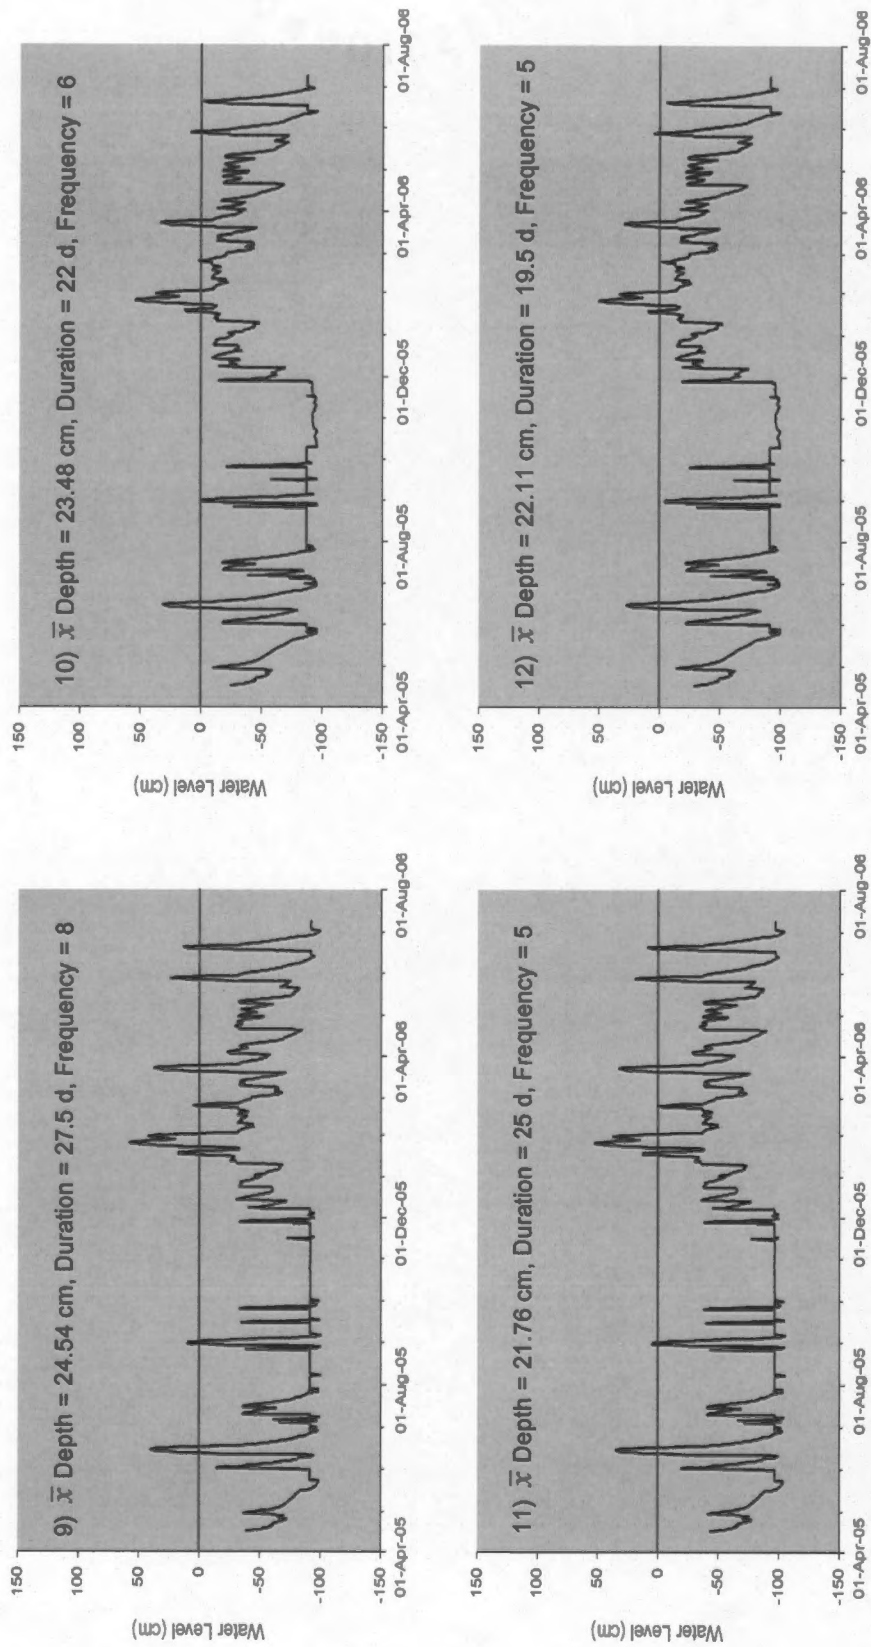 9) x̄ Depth = 24.54 cm, Duration = 27.5 d, Frequency = 8
150
100
50
0
-50
-100
-150
Water Level (cm)
01-Apr-05
01-Aug-05
01-Dec-05
01-Apr-06
01-Aug-06
10) x̄ Depth = 23.48 cm, Duration = 22 d, Frequency = 6
150
100
50
0
-50
-100
-150
Water Level (cm)
01-Apr-05
01-Aug-05
01-Dec-05
01-Apr-06
01-Aug-06
11) x̄ Depth = 21.76 cm, Duration = 25 d, Frequency = 5
150
100
50
0
-50
-100
-150
Water Level (cm)
01-Apr-05
01-Aug-05
01-Dec-05
01-Apr-06
01-Aug-06
12) x̄ Depth = 22.11 cm, Duration = 19.5 d, Frequency = 5
150
100
50
0
-50
-100
-150
Water Level (cm)
01-Apr-05
01-Aug-05
01-Dec-05
01-Apr-06
01-Aug-06